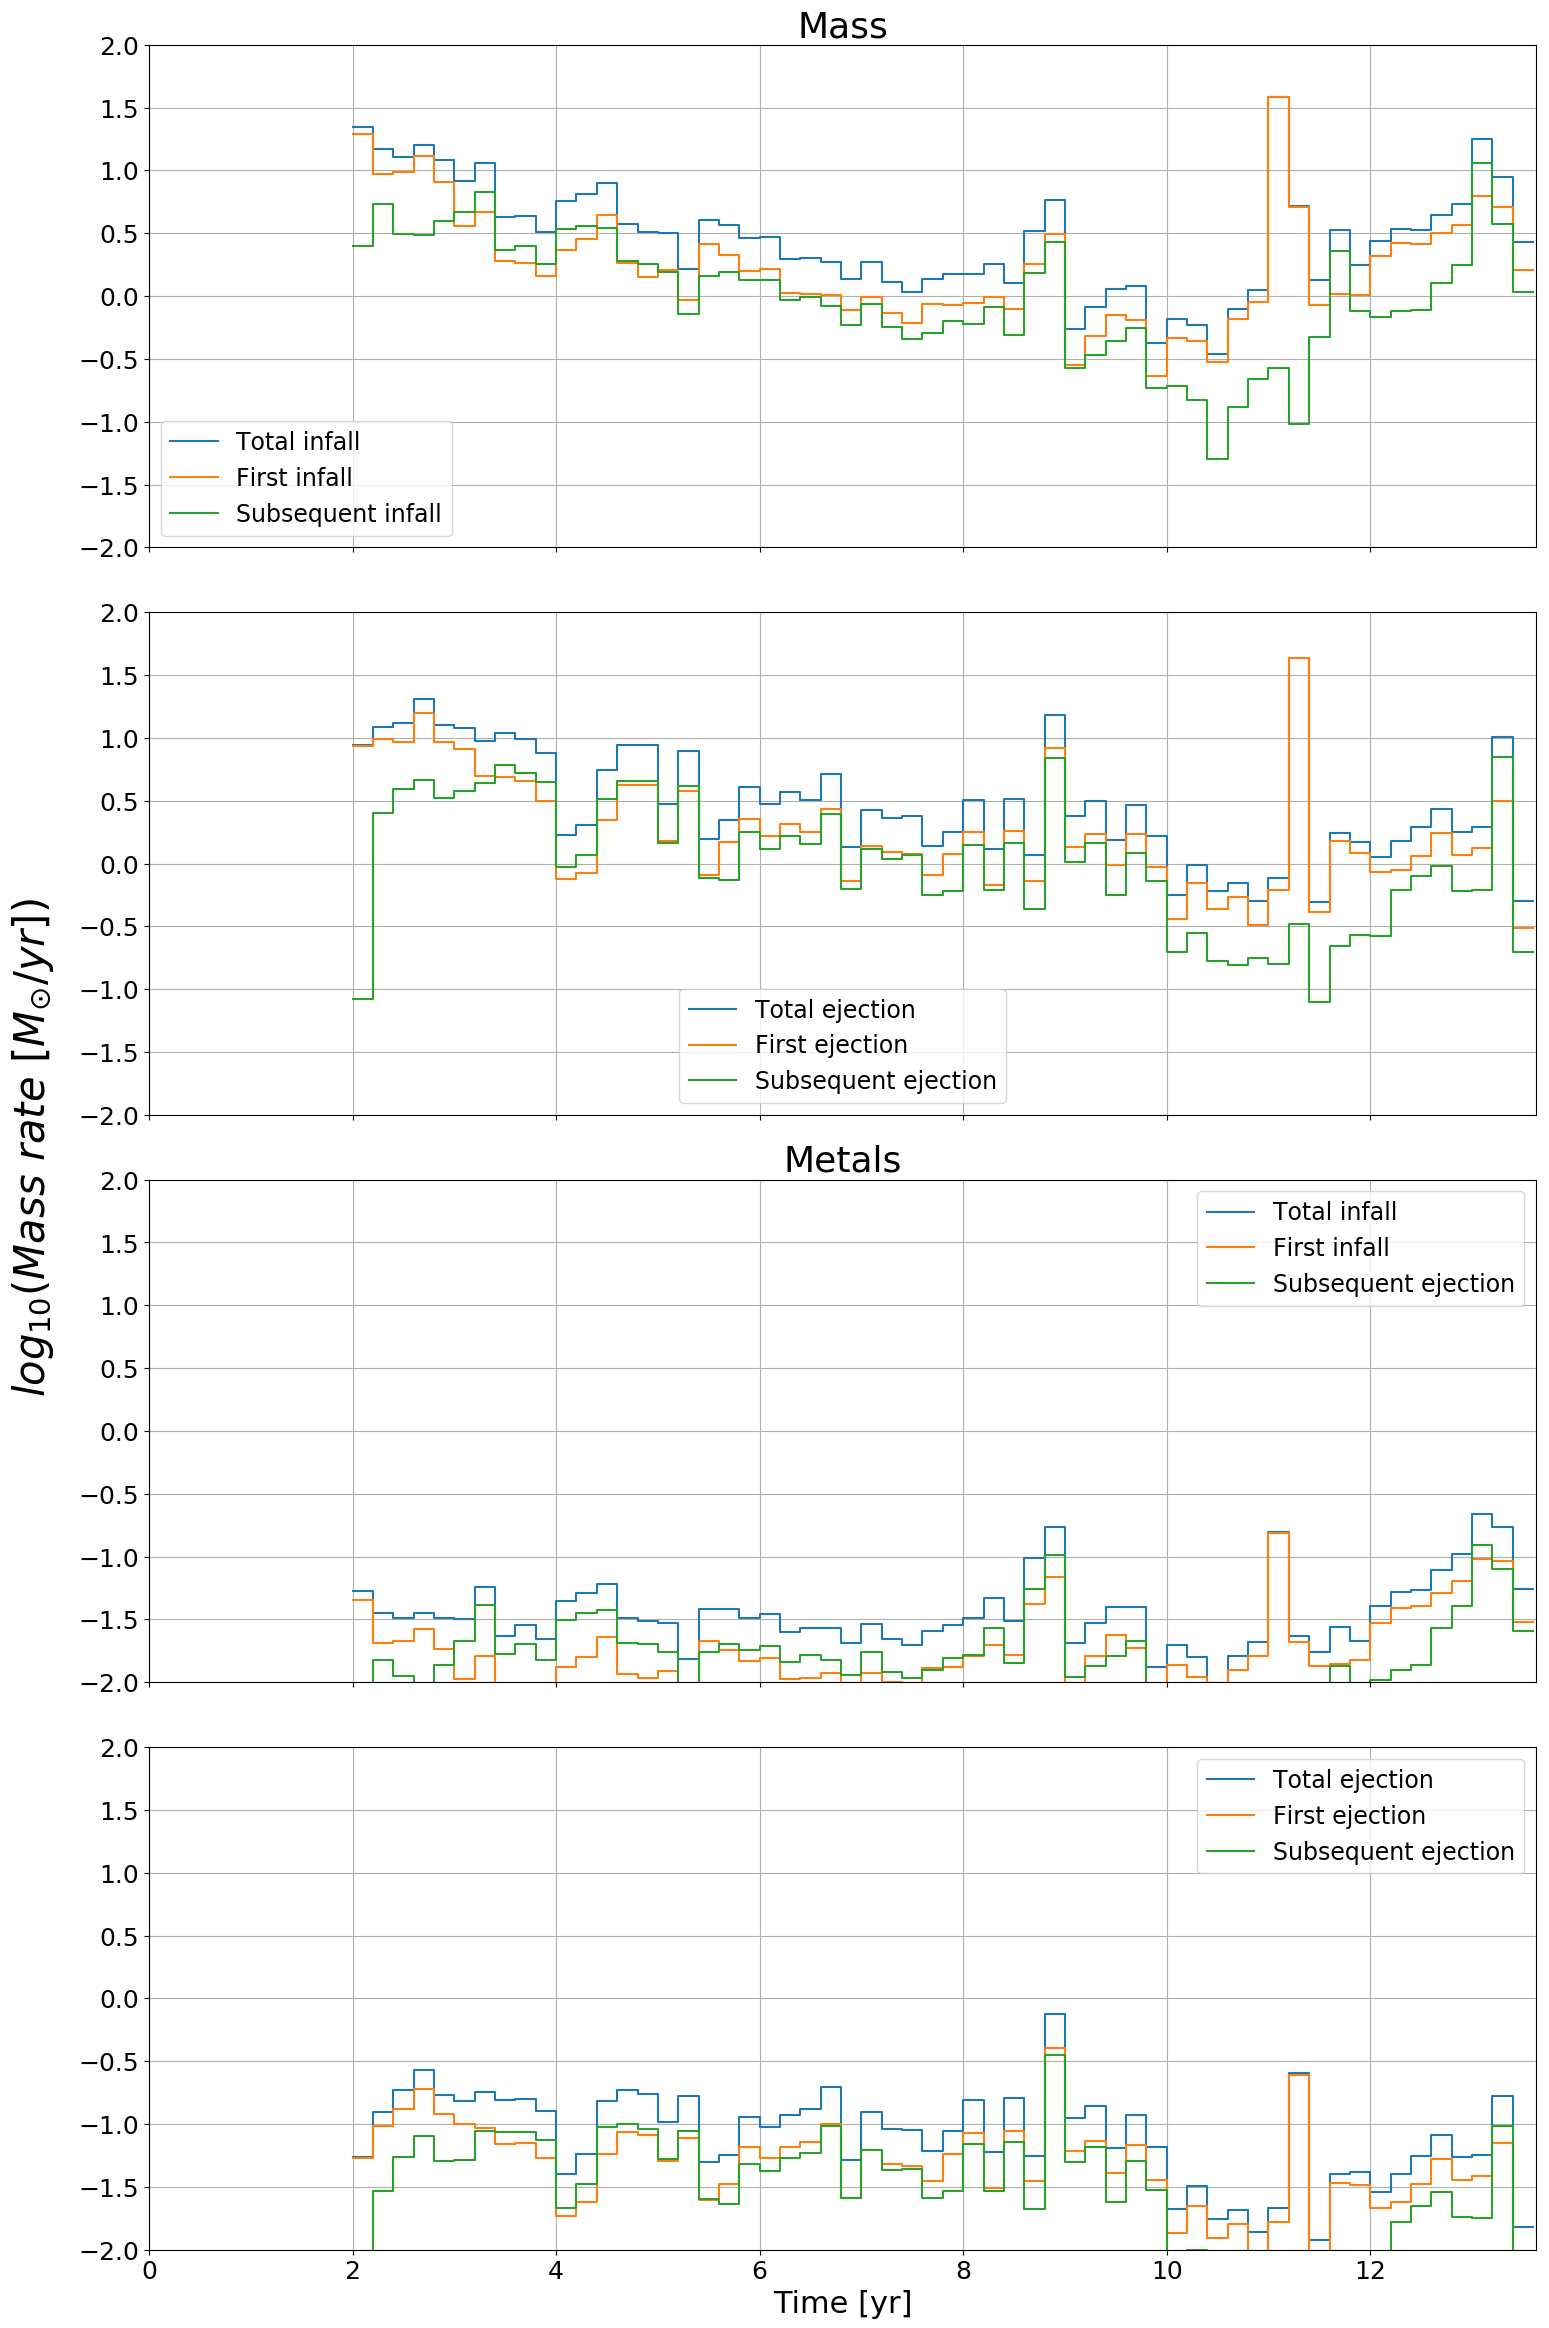 Mass
2.0
1.5
1.0
0.5
0.0
−0.5
−1.0
−1.5
−2.0
Total infall
First infall
Subsequent infall
2.0
1.5
1.0
0.5
0.0
−0.5
−1.0
−1.5
−2.0
Total ejection
First ejection
Subsequent ejection
log₁₀(Mass rate [M⊙/yr])
Metals
2.0
1.5
1.0
0.5
0.0
−0.5
−1.0
−1.5
−2.0
Total infall
First infall
Subsequent ejection
2.0
1.5
1.0
0.5
0.0
−0.5
−1.0
−1.5
−2.0
Total ejection
First ejection
Subsequent ejection
0 2 4 6 8 10 12
Time [yr]